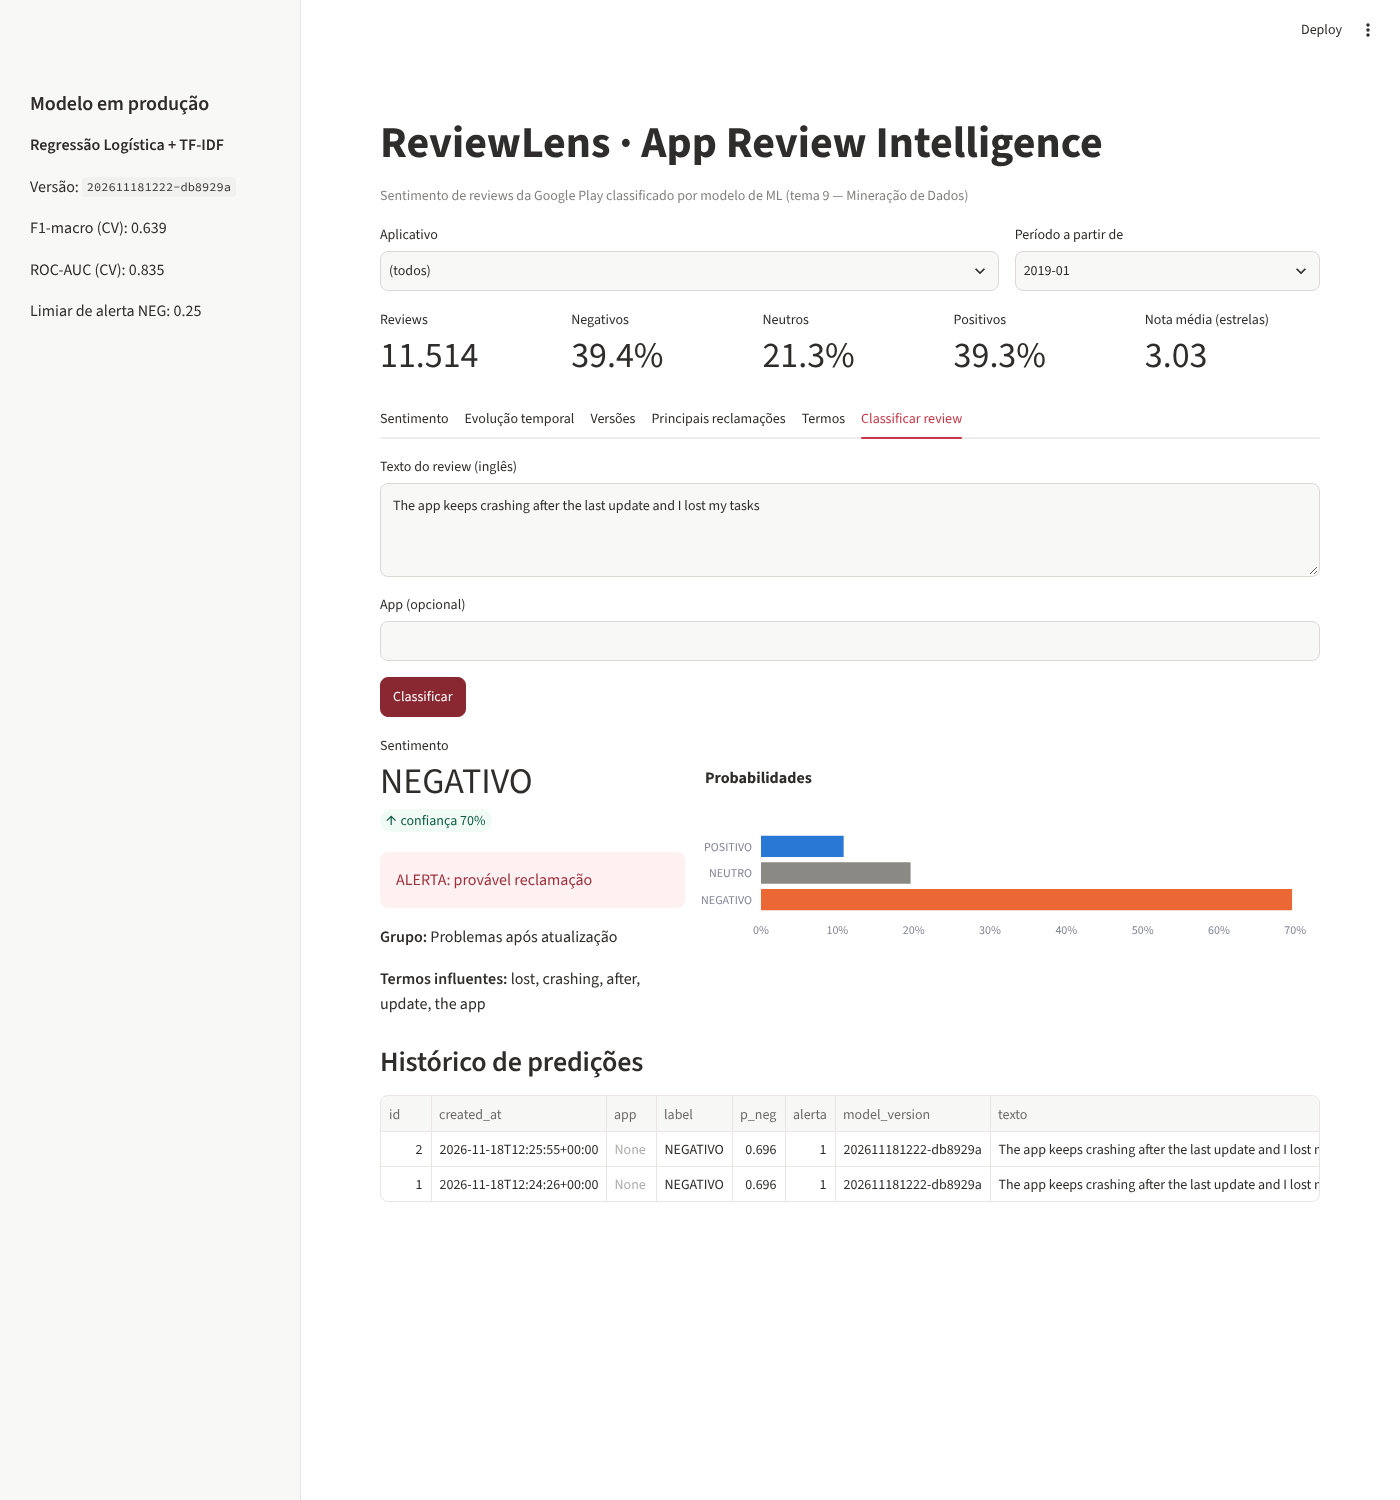 Deploy
Modelo em produção
Regressão Logística + TF-IDF
Versão: 202611181222-db8929a
F1-macro (CV): 0.639
ROC-AUC (CV): 0.835
Limiar de alerta NEG: 0.25
ReviewLens · App Review Intelligence
Sentimento de reviews da Google Play classificado por modelo de ML (tema 9 — Mineração de Dados)
Aplicativo Período a partir de
(todos) 2019-01
Reviews Negativos Neutros Positivos Nota média (estrelas)
11.514 39.4% 21.3% 39.3% 3.03
Sentimento Evolução temporal Versões Principais reclamações Termos Classificar review
Texto do review (inglês)
The app keeps crashing after the last update and I lost my tasks
App (opcional)
Classificar
Sentimento
NEGATIVO
↑ confiança 70%
ALERTA: provável reclamação
Grupo: Problemas após atualização
Termos influentes: lost, crashing, after,
update, the app
Probabilidades
POSITIVO
NEUTRO
NEGATIVO
0% 10% 20% 30% 40% 50% 60% 70%
Histórico de predições
id created_at app label p_neg alerta model_version texto
2 2026-11-18T12:25:55+00:00 None NEGATIVO 0.696 1 202611181222-db8929a The app keeps crashing after the last update and I lost
1 2026-11-18T12:24:26+00:00 None NEGATIVO 0.696 1 202611181222-db8929a The app keeps crashing after the last update and I lost